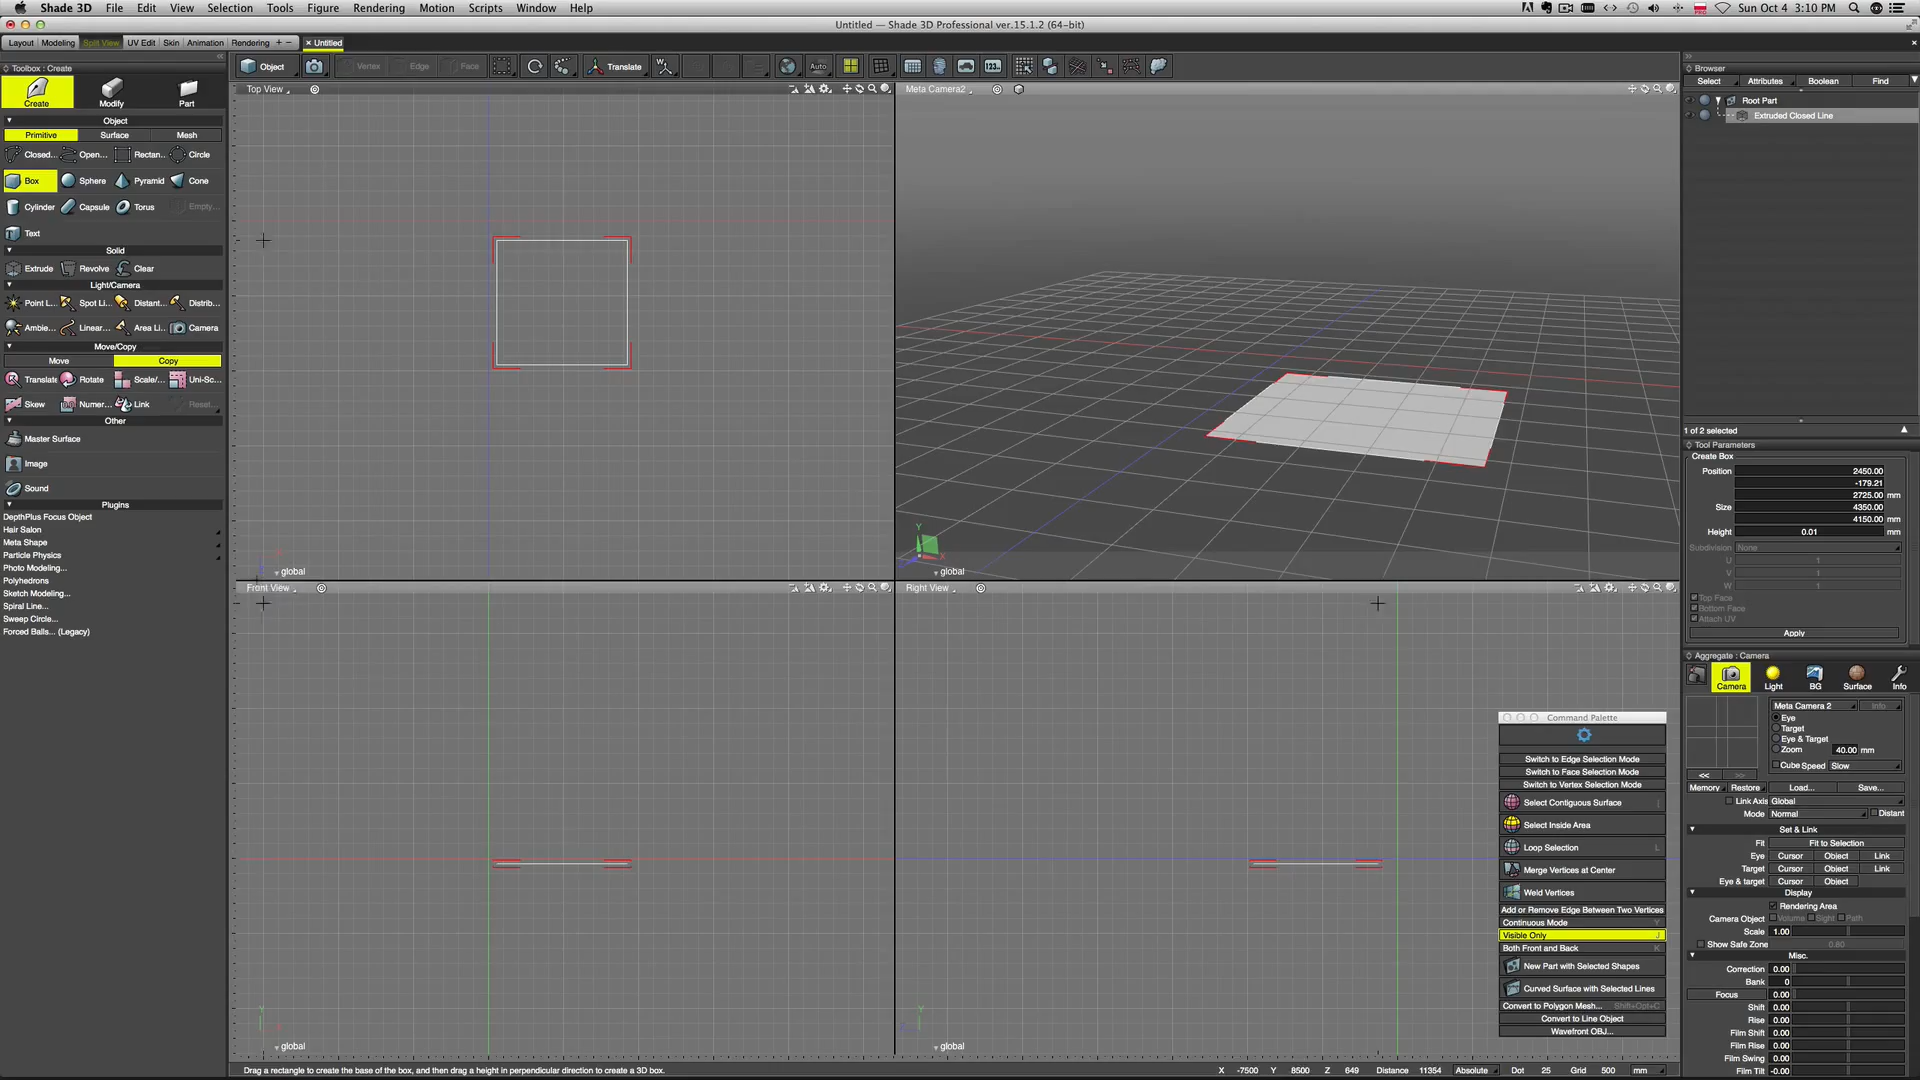 Shade 3D File Edit View Selection Tools Figure Rendering Motion Scripts Window Help Sun Oct 4 3:10 PM
Untitled — Shade 3D Professional ver.15.1.2 (64-bit)
Layout Modeling Split View UV Edit Skin Animation Rendering + − × Untitled
Toolbox : Create
Create Modify Part
Object
Primitive Surface Mesh
Closed... Open... Rectan... Circle
Box Sphere Pyramid Cone
Cylinder Capsule Torus Empty...
Text
Solid
Extrude Revolve Clear
Light/Camera
Point L... Spot Li... Distant... Distrib...
Ambie... Linear... Area Li... Camera
Move/Copy
Move Copy
Translate Rotate Scale/... Uni-Sc...
Skew Numer... Link Reset...
Other
Master Surface
Image
Sound
Plugins
DepthPlus Focus Object
Hair Salon
Meta Shape
Particle Physics
Photo Modeling...
Polyhedrons
Sketch Modeling...
Spiral Line...
Sweep Circle...
Forced Balls... (Legacy)
Object Vertex Edge Face Translate Auto 123
Top View
global
Meta Camera2
Y
X
global
Front View
Y
global
Right View
Y
global
Command Palette
Switch to Edge Selection Mode
Switch to Face Selection Mode
Switch to Vertex Selection Mode
Select Contiguous Surface
Select Inside Area
Loop Selection L
Merge Vertices at Center
Weld Vertices
Add or Remove Edge Between Two Vertices
Continuous Mode Y
Visible Only J
Both Front and Back K
New Part with Selected Shapes
Curved Surface with Selected Lines
Convert to Polygon Mesh... Shift+Opt+C
Convert to Line Object
Wavefront OBJ...
Browser
Select Attributes Boolean Find
Root Part
Extruded Closed Line
1 of 2 selected
Tool Parameters
Create Box
Position 2450.00
-179.21
2725.00 mm
Size 4350.00
4150.00 mm
Height 0.01 mm
Subdivision None
U 1
V 1
W 1
Top Face
Bottom Face
Attach UV
Apply
Aggregate : Camera
Camera Light BG Surface Info
Meta Camera 2 Info
Eye
Target
Eye & Target
Zoom 40.00 mm
Cube Speed Slow
<< >>
Memory Restore Load... Save...
Link Axis Global
Mode Normal Distant
Set & Link
Fit Fit to Selection
Eye Cursor Object Link
Target Cursor Object Link
Eye & target Cursor Object
Display
Rendering Area
Camera Object Volume Sight Path
Scale 1.00
Show Safe Zone 0.80
Misc.
Correction 0.00
Bank 0
Focus 0.00
Shift 0.00
Rise 0.00
Film Rise 0.00
Film Swing 0.00
Film Tilt -0.00
Drag a rectangle to create the base of the box, and then drag a height in perpendicular direction to create a 3D box. X -7500 Y 8500 Z 649 Distance 11354 Absolute Dot 25 Grid 500 mm